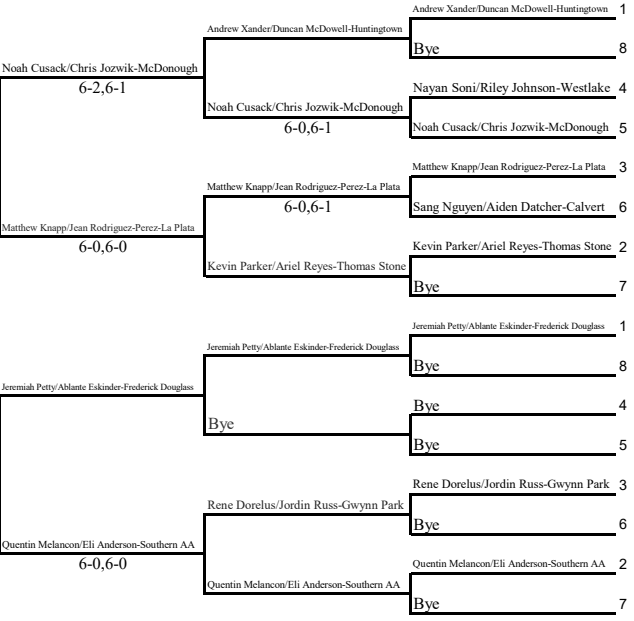 Andrew Xander/Duncan McDowell-Huntingtown 1
Andrew Xander/Duncan McDowell-Huntingtown
Bye 8
Noah Cusack/Chris Jozwik-McDonough
6-2,6-1
Nayan Soni/Riley Johnson-Westlake 4
Noah Cusack/Chris Jozwik-McDonough
6-0,6-1
Noah Cusack/Chris Jozwik-McDonough 5
Matthew Knapp/Jean Rodriguez-Perez-La Plata 3
Matthew Knapp/Jean Rodriguez-Perez-La Plata
6-0,6-1
Sang Nguyen/Aiden Datcher-Calvert 6
Matthew Knapp/Jean Rodriguez-Perez-La Plata
6-0,6-0
Kevin Parker/Ariel Reyes-Thomas Stone 2
Kevin Parker/Ariel Reyes-Thomas Stone
Bye 7
Jeremiah Petty/Ablante Eskinder-Frederick Douglass 1
Jeremiah Petty/Ablante Eskinder-Frederick Douglass
Bye 8
Jeremiah Petty/Ablante Eskinder-Frederick Douglass
Bye 4
Bye
Bye 5
Rene Dorelus/Jordin Russ-Gwynn Park 3
Rene Dorelus/Jordin Russ-Gwynn Park
Bye 6
Quentin Melancon/Eli Anderson-Southern AA
6-0,6-0
Quentin Melancon/Eli Anderson-Southern AA 2
Quentin Melancon/Eli Anderson-Southern AA
Bye 7